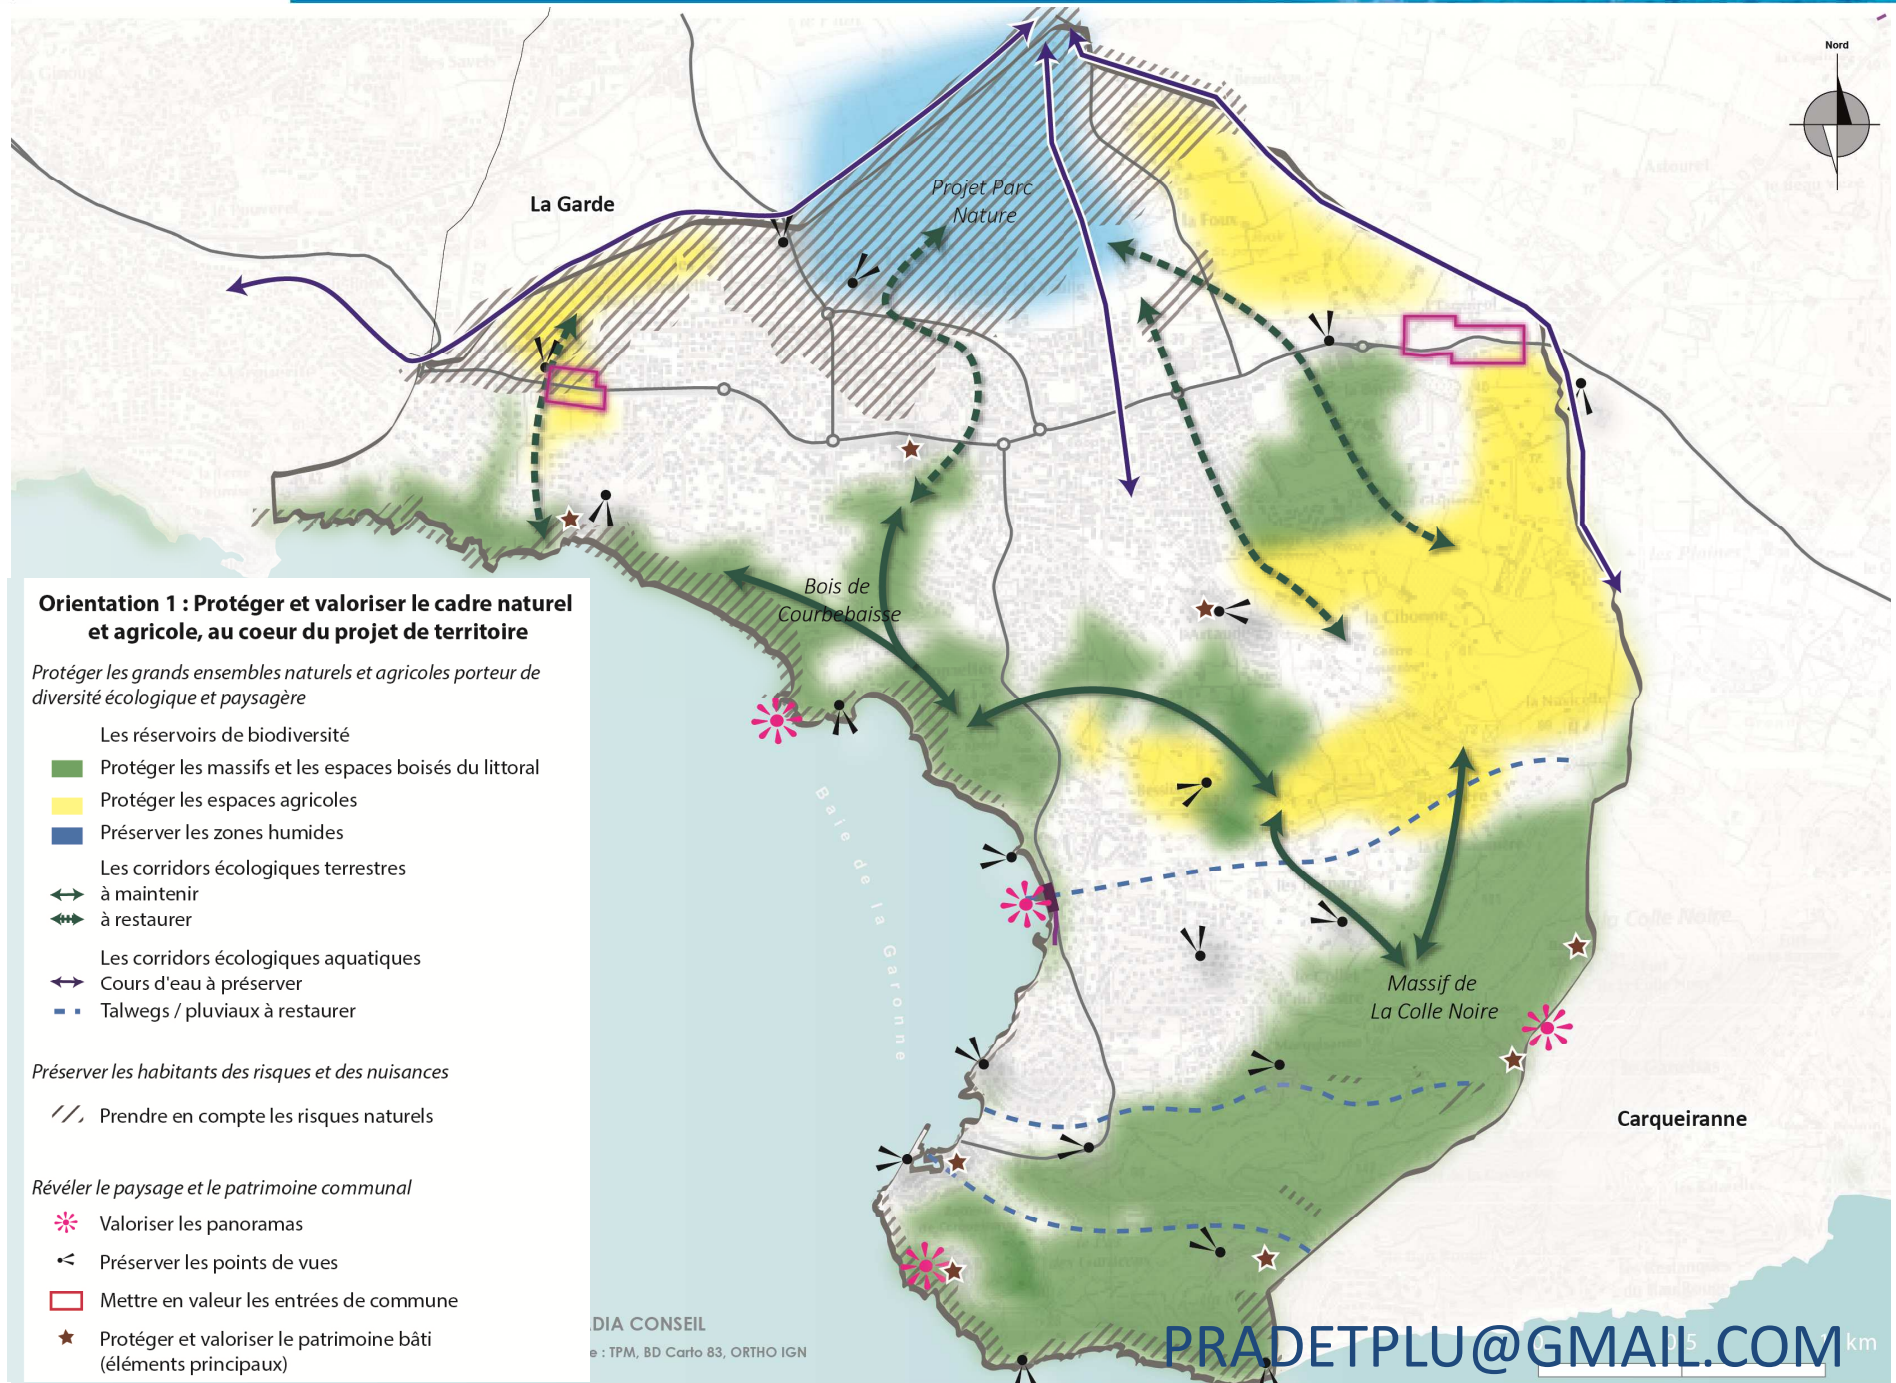 Nord
La Garde
Projet Parc
Nature
la Foux
Bois de
Courbebaisse
la Cibonne
Baie de la Garonne
la Colle Noire
Massif de
La Colle Noire
Carqueiranne
Orientation 1 : Protéger et valoriser le cadre naturel
et agricole, au coeur du projet de territoire
Protéger les grands ensembles naturels et agricoles porteur de
diversité écologique et paysagère
Les réservoirs de biodiversité
Protéger les massifs et les espaces boisés du littoral
Protéger les espaces agricoles
Préserver les zones humides
Les corridors écologiques terrestres
à maintenir
à restaurer
Les corridors écologiques aquatiques
Cours d'eau à préserver
Talwegs / pluviaux à restaurer
Préserver les habitants des risques et des nuisances
Prendre en compte les risques naturels
Révéler le paysage et le patrimoine communal
Valoriser les panoramas
Préserver les points de vues
Mettre en valeur les entrées de commune
Protéger et valoriser le patrimoine bâti
(éléments principaux)
DIA CONSEIL
e : TPM, BD Carto 83, ORTHO IGN
PRADETPLU@GMAIL.COM
km